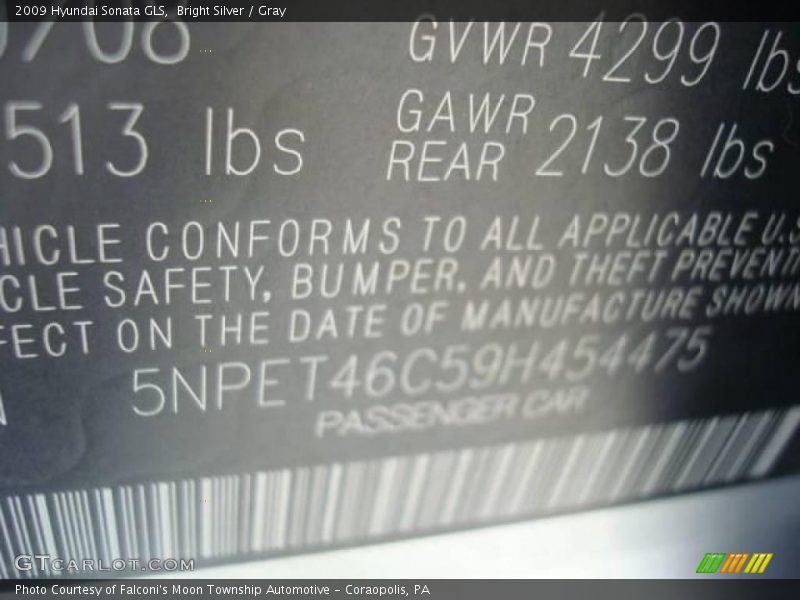 2009 Hyundai Sonata GLS, Bright Silver / Gray
0708
GVWR 4299 lbs
513 lbs
GAWR REAR 2138 lbs
HICLE CONFORMS TO ALL APPLICABLE U.S
CLE SAFETY, BUMPER, AND THEFT PREVENTI
FECT ON THE DATE OF MANUFACTURE SHOWN
5NPET46C59H454475
PASSENGER CAR
GTCARLOT.COM
Photo Courtesy of Falconi's Moon Township Automotive – Coraopolis, PA